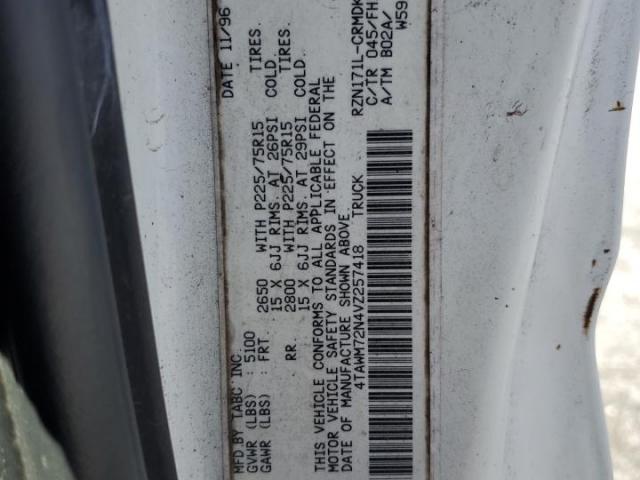 MFD.BY TABC INC. DATE 11/96
GVWR (LBS) : 5100
GAWR (LBS) : FRT. 2650 WITH P225/75R15 TIRES
15 X 6JJ RIMS. AT 26PSI COLD.
RR. 2800 WITH P225/75R15 TIRES
15 X 6JJ RIMS. AT 29PSI COLD.
THIS VEHICLE CONFORMS TO ALL APPLICABLE FEDERAL
MOTOR VEHICLE SAFETY STANDARDS IN EFFECT ON THE
DATE OF MANUFACTURE SHOWN ABOVE.
4TAWM72N4VZ257418 TRUCK
RZN171L-CRMDK
C/TR 045/FH
A/TM B02A/
W59